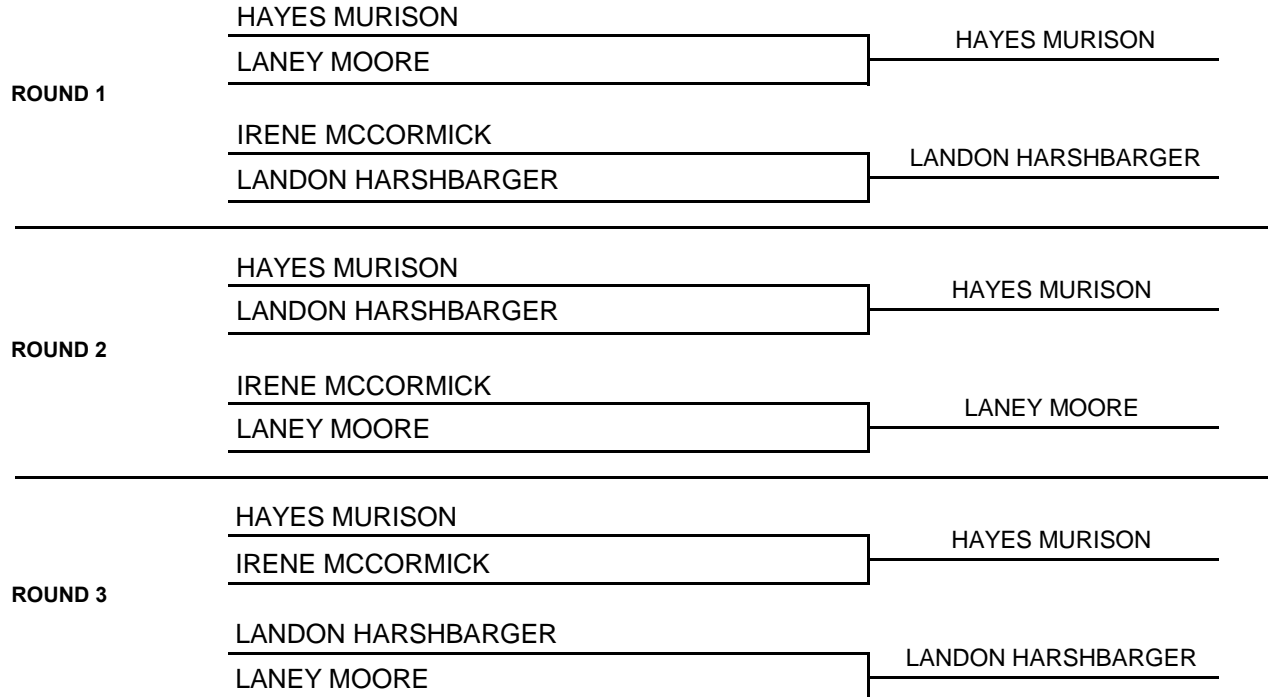 HAYES MURISON
HAYES MURISON
LANEY MOORE
ROUND 1
IRENE MCCORMICK
LANDON HARSHBARGER
LANDON HARSHBARGER
HAYES MURISON
HAYES MURISON
LANDON HARSHBARGER
ROUND 2
IRENE MCCORMICK
LANEY MOORE
LANEY MOORE
HAYES MURISON
HAYES MURISON
IRENE MCCORMICK
ROUND 3
LANDON HARSHBARGER
LANDON HARSHBARGER
LANEY MOORE